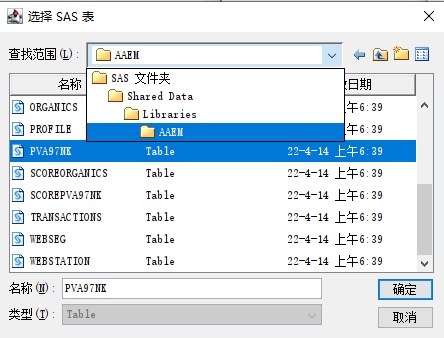 选择 SAS 表
查找范围(L): AAEM
SAS 文件夹
Shared Data
Libraries
AAEM
名称 日期
ORGANICS 上午6:39
PROFILE 上午6:39
PVA97NK Table 22-4-14 上午6:39
SCOREORGANICS Table 22-4-14 上午6:39
SCOREPVA97NK Table 22-4-14 上午6:39
TRANSACTIONS Table 22-4-14 上午6:39
WEBSEG Table 22-4-14 上午6:39
WEBSTATION Table 22-4-14 上午6:39
名称(N): PVA97NK 确定
类型(T): Table 取消